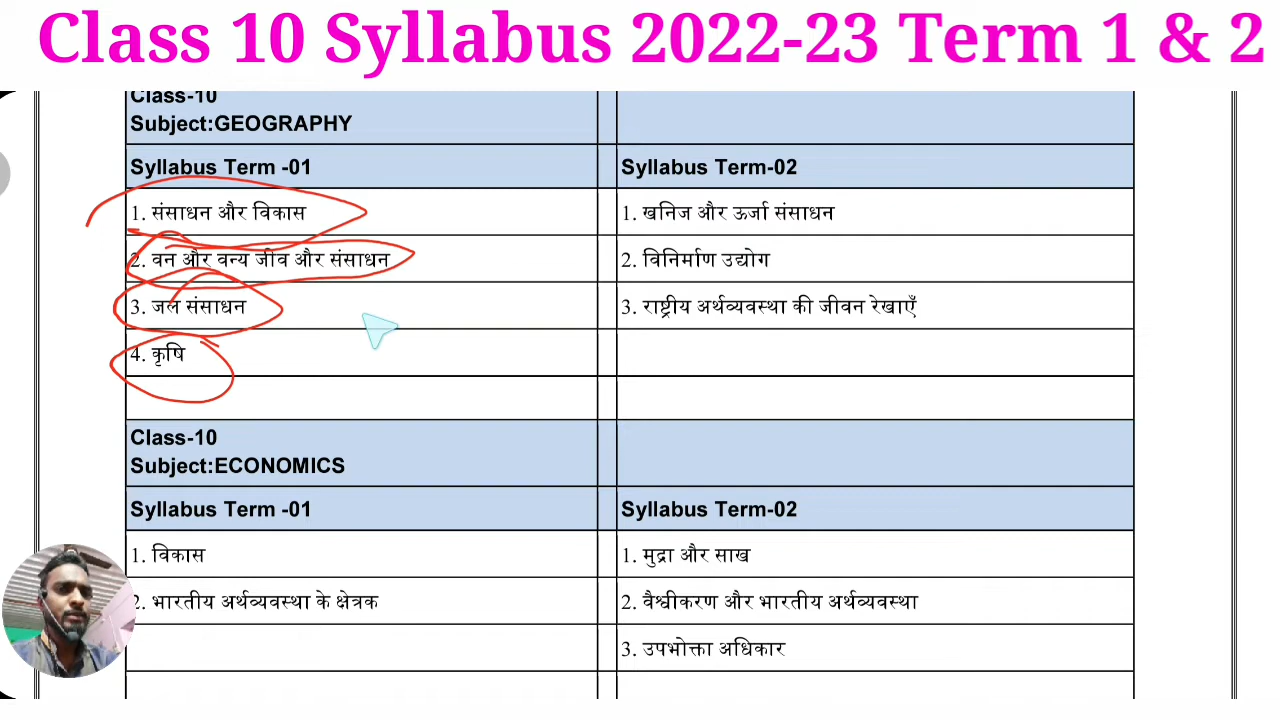 Class 10 Syllabus 2022-23 Term 1 & 2
Class-10
Subject:GEOGRAPHY
Syllabus Term -01
Syllabus Term-02
1. संसाधन और विकास
1. खनिज और ऊर्जा संसाधन
2. वन और वन्य जीव और संसाधन
2. विनिर्माण उद्योग
3. जल संसाधन
3. राष्ट्रीय अर्थव्यवस्था की जीवन रेखाएँ
4. कृषि
Class-10
Subject:ECONOMICS
Syllabus Term -01
Syllabus Term-02
1. विकास
1. मुद्रा और साख
2. भारतीय अर्थव्यवस्था के क्षेत्रक
2. वैश्वीकरण और भारतीय अर्थव्यवस्था
3. उपभोक्ता अधिकार